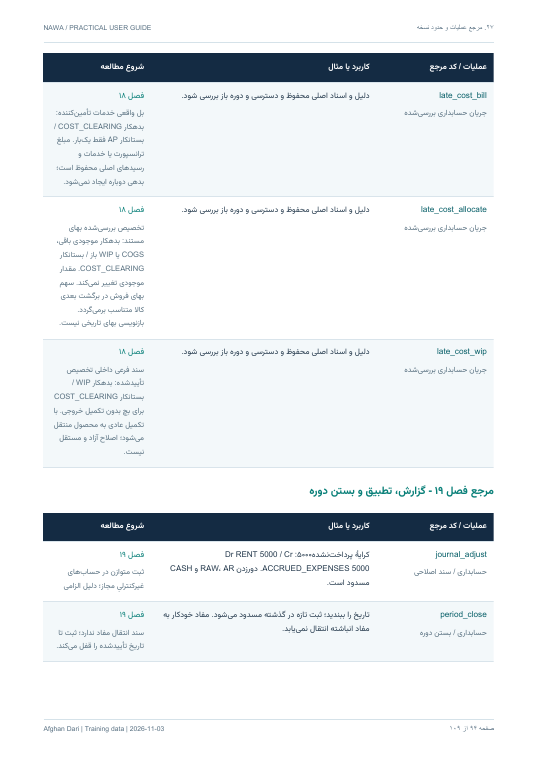 NAWA / PRACTICAL USER GUIDE
۲۷. مرجع عملیات و حدود نسخه
عملیات / کد مرجع
کاربرد یا مثال
شروع مطالعه
late_cost_bill
جریان حسابداری بررسی‌شده
دلیل و اسناد اصلی محفوظ و دسترسی و دوره باز بررسی شود.
فصل ۱۸
بل واقعی خدمات تأمین‌کننده:
بدهکار COST_CLEARING /
بستانکار AP فقط یک‌بار. مبلغ
ترانسپورت یا خدمات و
رسیدهای اصلی محفوظ است؛
بدهی دوباره ایجاد نمی‌شود.
late_cost_allocate
جریان حسابداری بررسی‌شده
دلیل و اسناد اصلی محفوظ و دسترسی و دوره باز بررسی شود.
فصل ۱۸
تخصیص بررسی‌شده بهای
مستند: بدهکار موجودی باقی،
COGS یا WIP باز / بستانکار
COST_CLEARING. مقدار
موجودی تغییر نمی‌کند. سهم
بهای فروش در برگشت بعدی
کالا متناسب برمی‌گردد.
بازنویسی بهای تاریخی نیست.
late_cost_wip
جریان حسابداری بررسی‌شده
دلیل و اسناد اصلی محفوظ و دسترسی و دوره باز بررسی شود.
فصل ۱۸
سند فرعی داخلی تخصیص
تأییدشده: بدهکار WIP /
بستانکار COST_CLEARING
برای بچ بدون تکمیل خروجی. با
تکمیل عادی به محصول منتقل
می‌شود؛ اصلاح آزاد و مستقل
نیست.
مرجع فصل ۱۹ - گزارش، تطبیق و بستن دوره
عملیات / کد مرجع
کاربرد یا مثال
شروع مطالعه
journal_adjust
حسابداری / سند اصلاحی
کرایهٔ پرداخت‌نشده۵۰۰۰: Dr RENT 5000 / Cr
ACCRUED_EXPENSES 5000. دورزدن RAW، AR و CASH
مسدود است.
فصل ۱۹
ثبت متوازن در حساب‌های
غیرکنترلی مجاز؛ دلیل الزامی
period_close
حسابداری / بستن دوره
تاریخ را ببندید؛ ثبت تازه در گذشته مسدود می‌شود. مفاد خودکار به
مفاد انباشته انتقال نمی‌یابد.
فصل ۱۹
سند انتقال مفاد ندارد؛ ثبت تا
تاریخ تأییدشده را قفل می‌کند.
Afghan Dari | Training data | 2026-11-03
صفحه ۹۴ از ۱۰۹